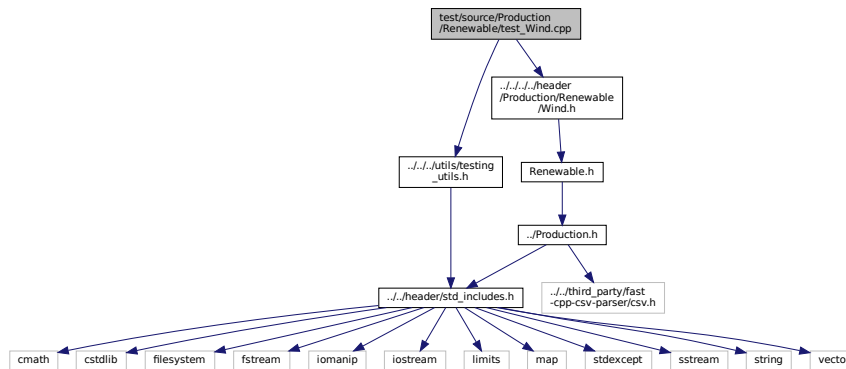 test/source/Production
/Renewable/test_Wind.cpp
../../../../header
/Production/Renewable
/Wind.h
../../../utils/testing
_utils.h
Renewable.h
../Production.h
../../header/std_includes.h
../../third_party/fast
-cpp-csv-parser/csv.h
cmath
cstdlib
filesystem
fstream
iomanip
iostream
limits
map
stdexcept
sstream
string
vecto